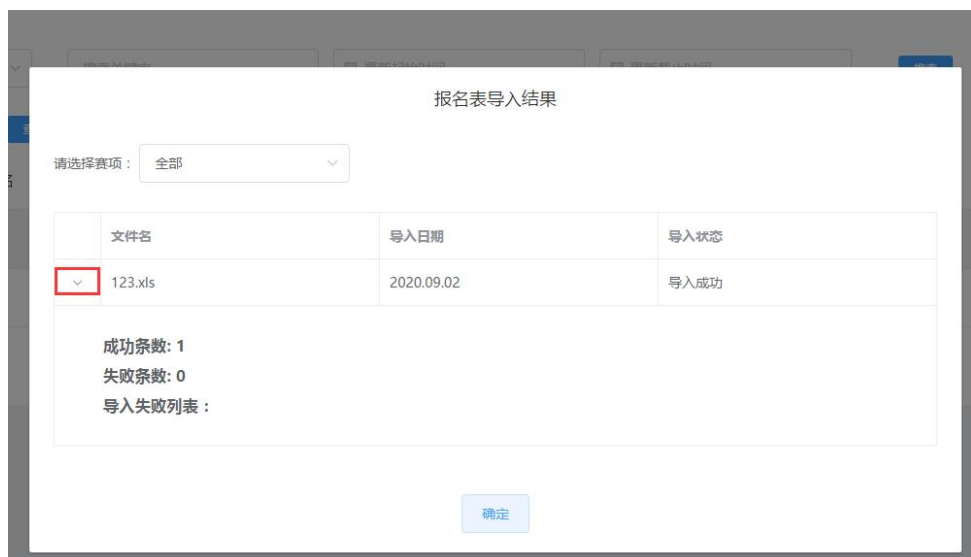 报名表导入结果
请选择赛项： 全部
文件名 导入日期 导入状态
123.xls 2020.09.02 导入成功
成功条数: 1
失败条数: 0
导入失败列表：
确定